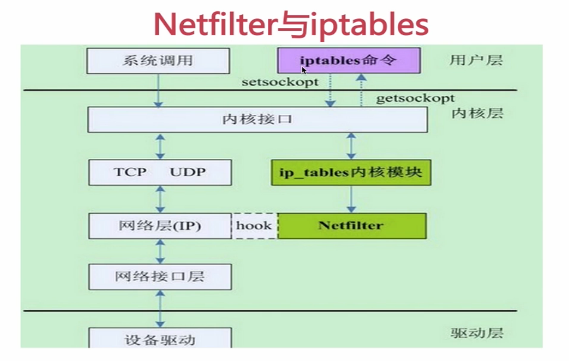 Netfilter与iptables
系统调用
iptables命令
用户层
setsockopt
getsockopt
内核接口
内核层
TCP UDP
ip_tables内核模块
网络层(IP)
hook
Netfilter
网络接口层
设备驱动
驱动层